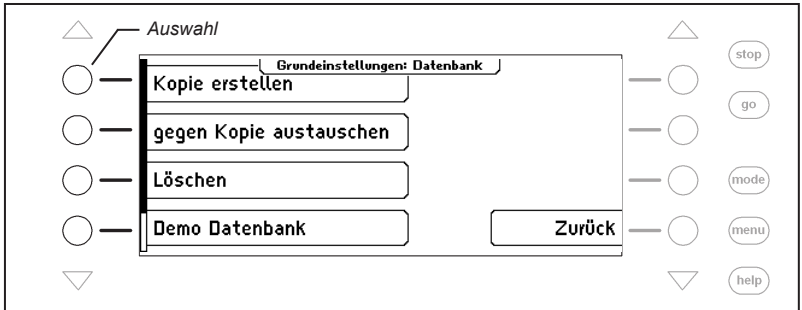 Auswahl
Grundeinstellungen: Datenbank
Kopie erstellen
gegen Kopie austauschen
Löschen
Demo Datenbank
Zurück
stop
go
mode
menu
help